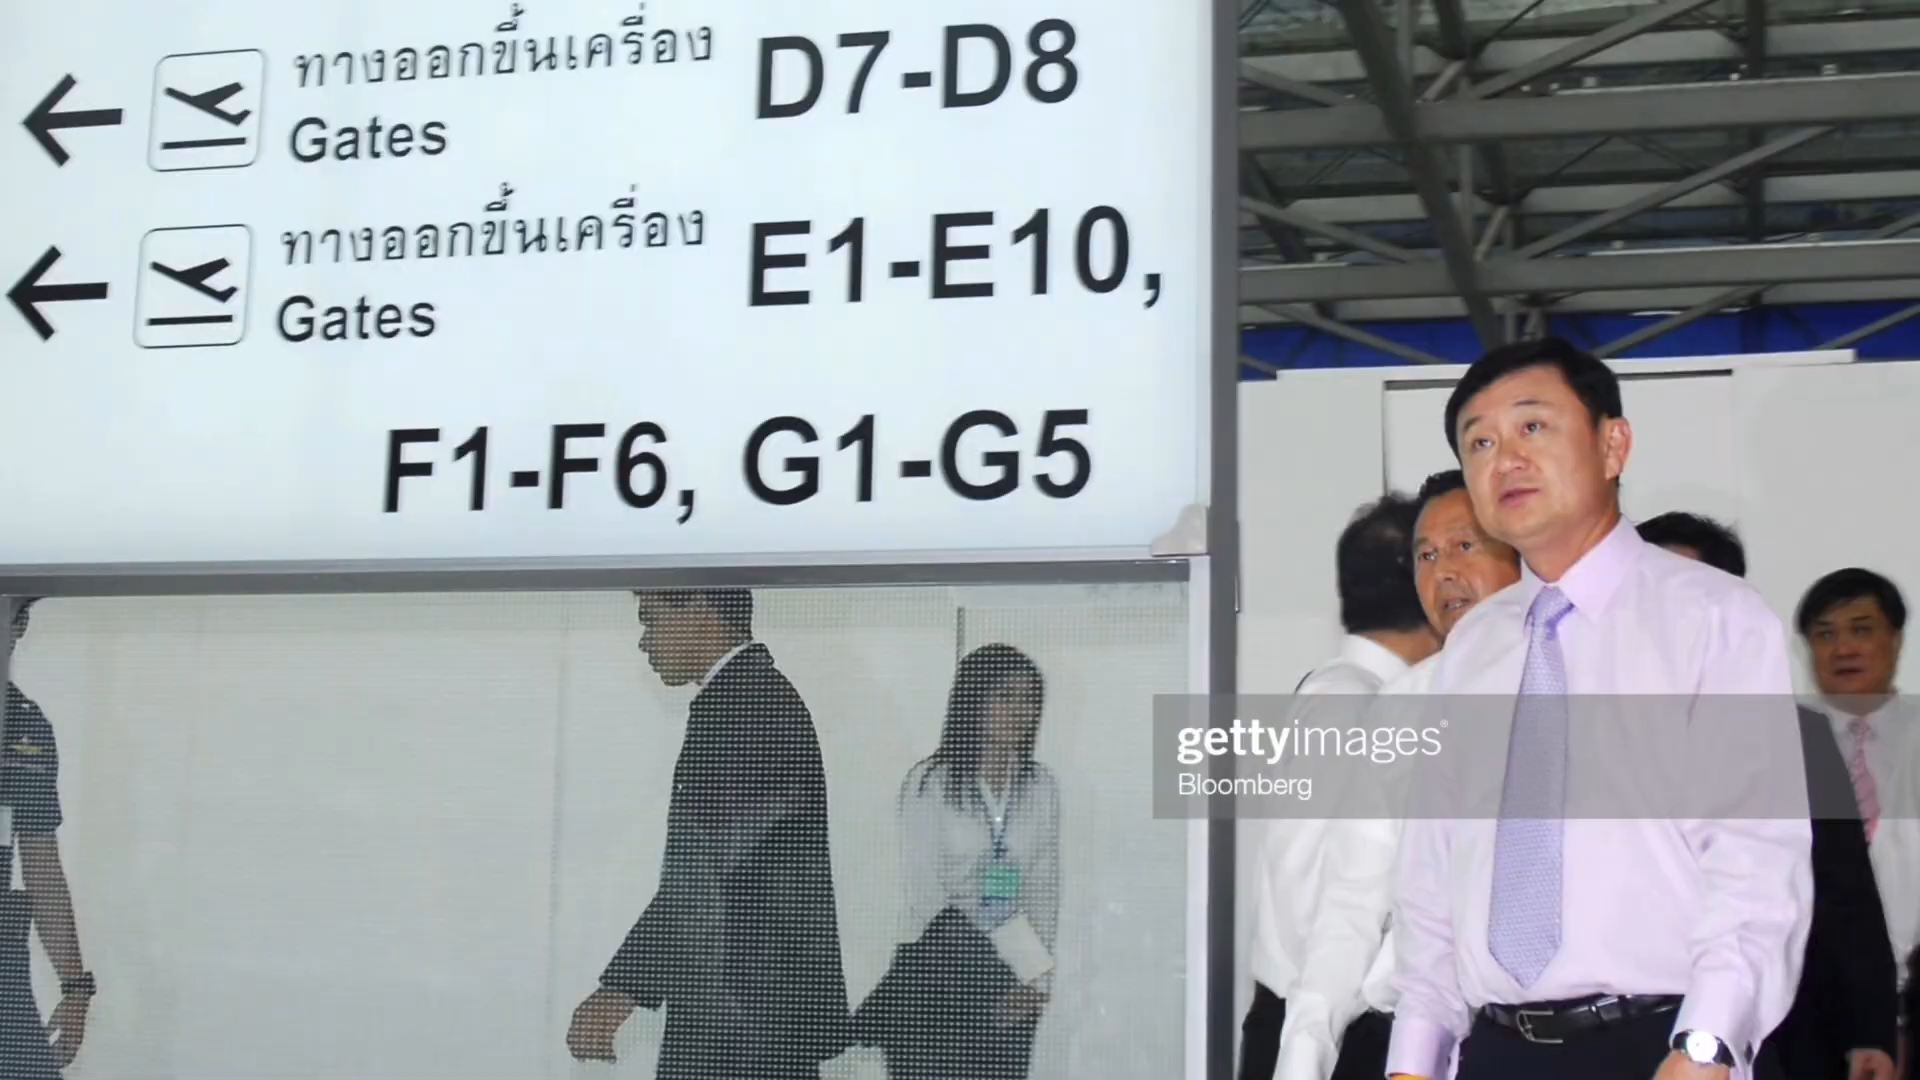 ทางออกขึ้นเครื่อง D7-D8
Gates
ทางออกขึ้นเครื่อง E1-E10,
Gates
F1-F6, G1-G5
gettyimages®
Bloomberg